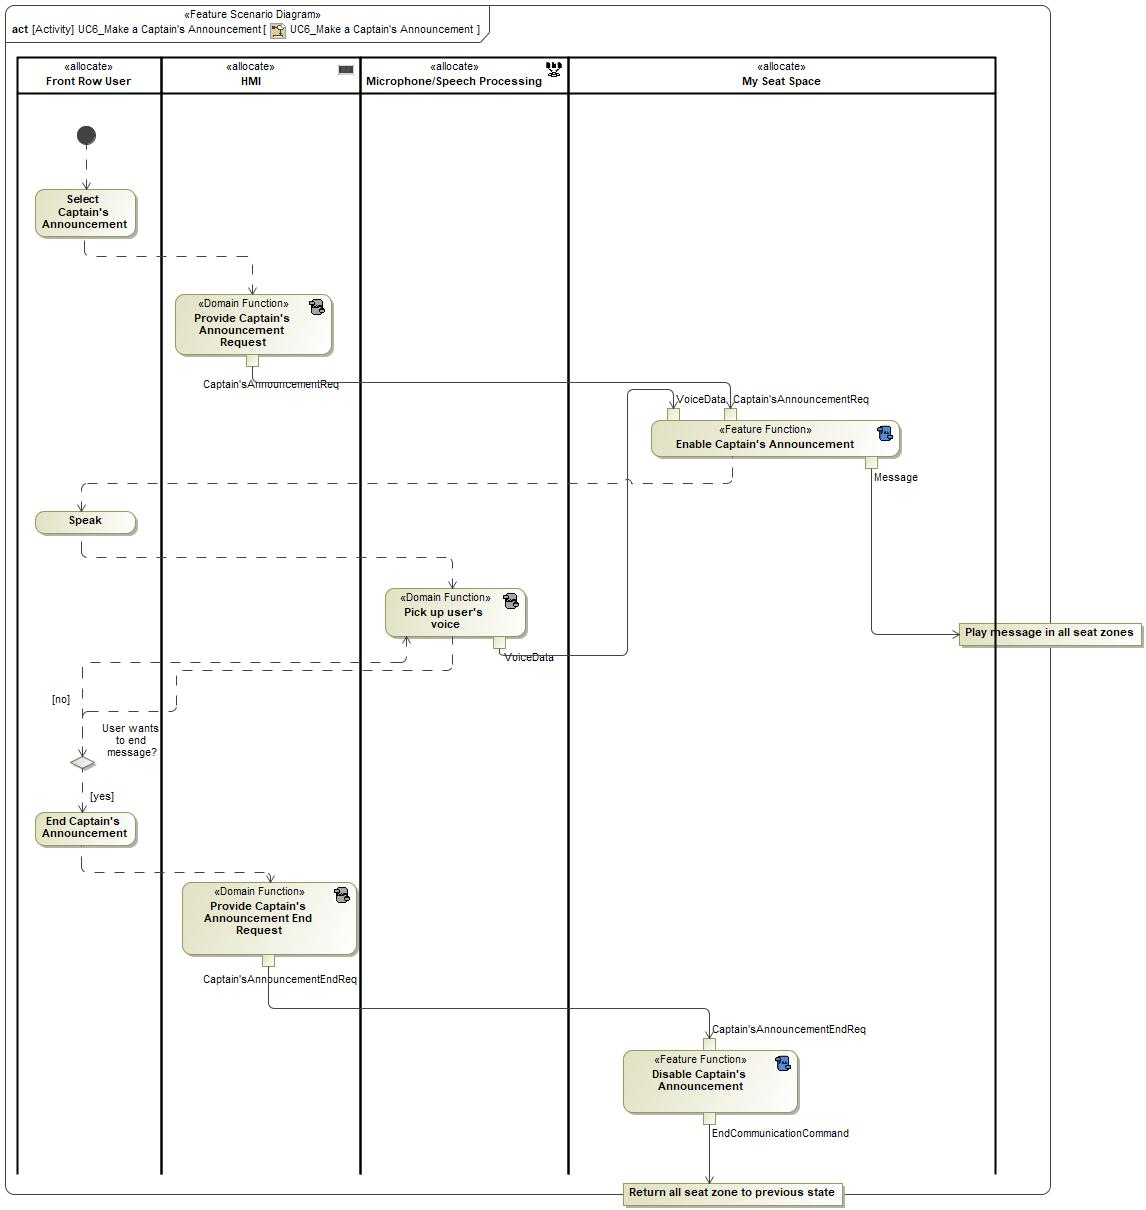 «Feature Scenario Diagram»
act [Activity] UC6_Make a Captain's Announcement [ UC6_Make a Captain's Announcement ]
«allocate»
Front Row User
«allocate»
HMI
«allocate»
Microphone/Speech Processing
«allocate»
My Seat Space
Select
Captain's
Announcement
«Domain Function»
Provide Captain's
Announcement
Request
Captain'sAnnouncementReq
VoiceData
Captain'sAnnouncementReq
«Feature Function»
Enable Captain's Announcement
Message
Speak
«Domain Function»
Pick up user's
voice
VoiceData
Play message in all seat zones
[no]
User wants
to end
message?
[yes]
End Captain's
Announcement
«Domain Function»
Provide Captain's
Announcement End
Request
Captain'sAnnouncementEndReq
Captain'sAnnouncementEndReq
«Feature Function»
Disable Captain's
Announcement
EndCommunicationCommand
Return all seat zone to previous state